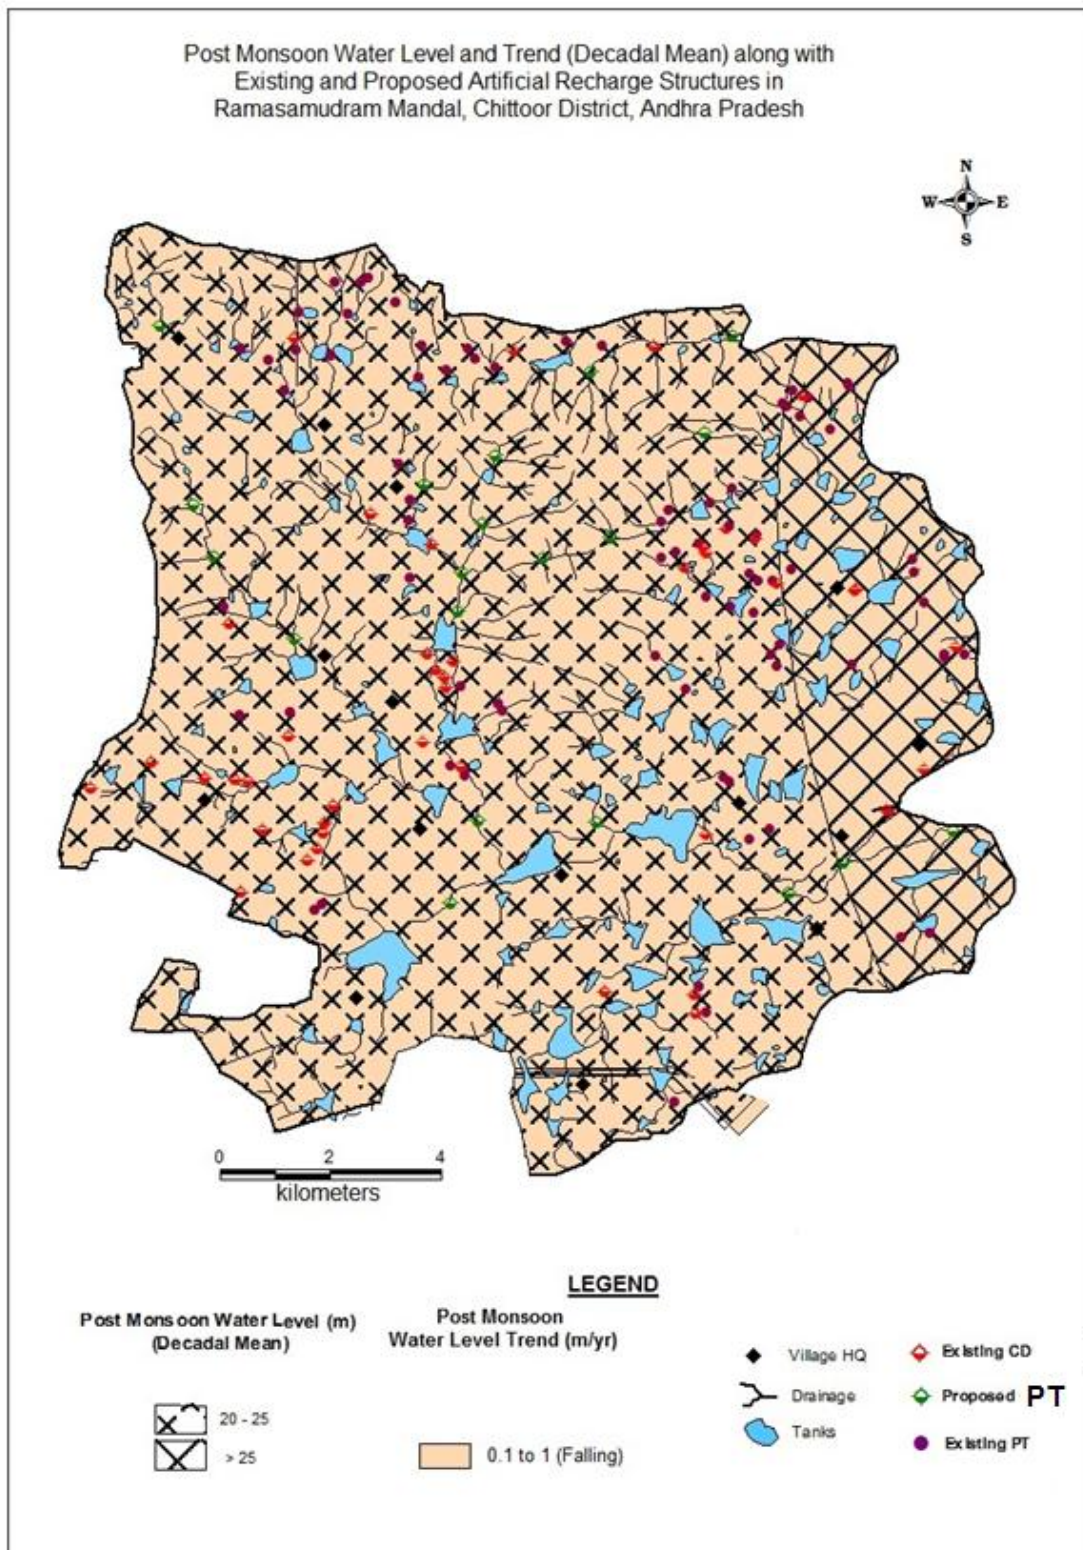 Post Monsoon Water Level and Trend (Decadal Mean) along with
Existing and Proposed Artificial Recharge Structures in
Ramasamudram Mandal, Chittoor District, Andhra Pradesh
N
W E
S
0 2 4
kilometers
LEGEND
Post Monsoon Water Level (m)
(Decadal Mean)
20 - 25
> 25
Post Monsoon
Water Level Trend (m/yr)
0.1 to 1 (Falling)
Village HQ
Drainage
Tanks
Existing CD
Proposed PT
Existing PT